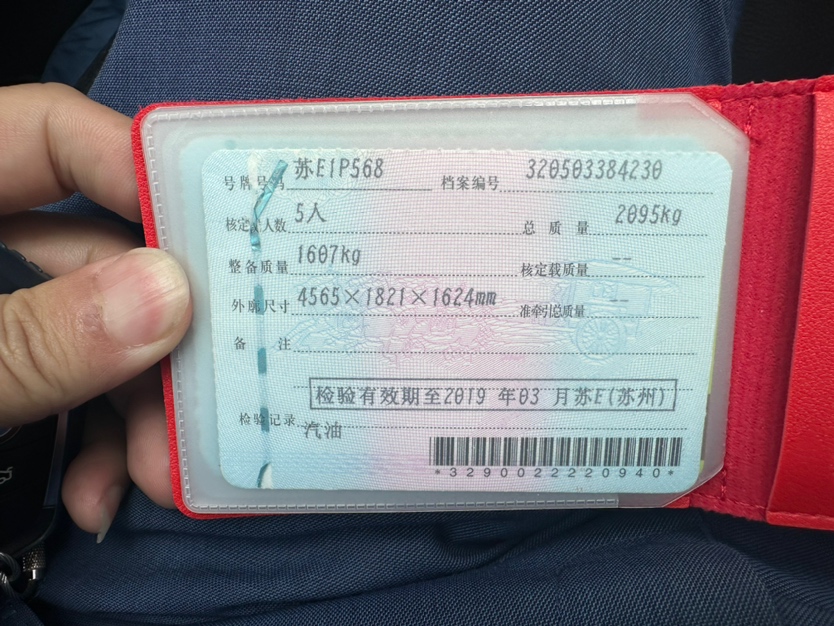 号牌号码 苏E1P568 档案编号 320503384230
核定载人数 5人 总质量 2095kg
整备质量 1607kg 核定载质量 --
外廓尺寸 4565×1821×1624mm 准牵引总质量 --
备注
检验有效期至2019 年03 月苏E(苏州)
检验记录 汽油
*3290022220940*